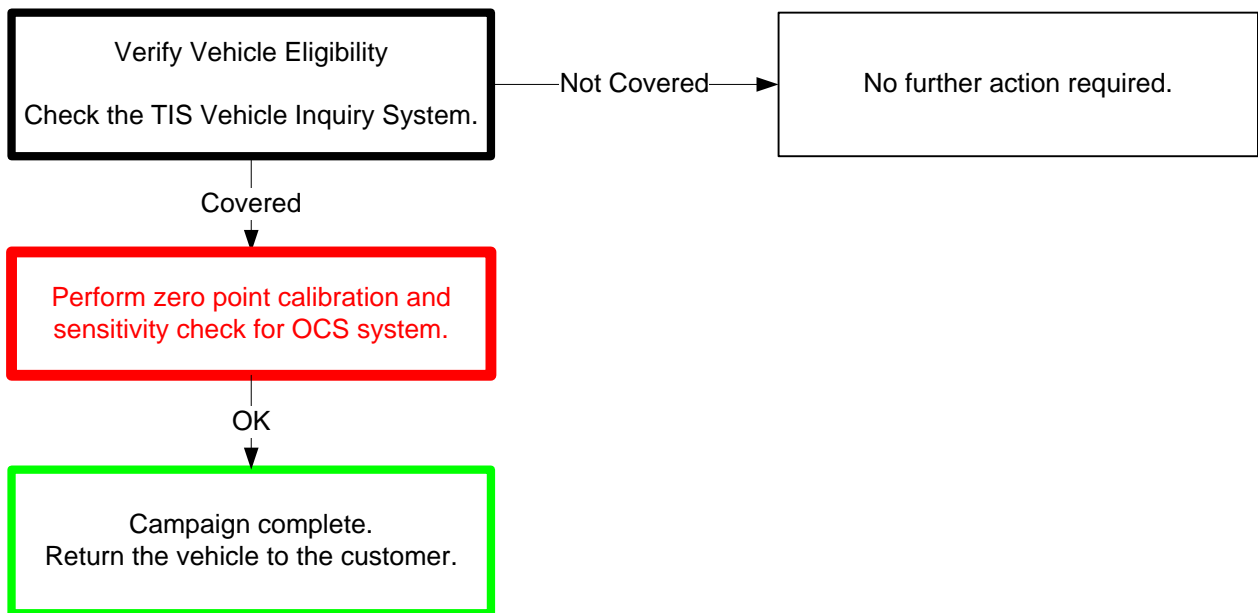 Verify Vehicle Eligibility
Check the TIS Vehicle Inquiry System.
Not Covered
No further action required.
Covered
Perform zero point calibration and
sensitivity check for OCS system.
OK
Campaign complete.
Return the vehicle to the customer.